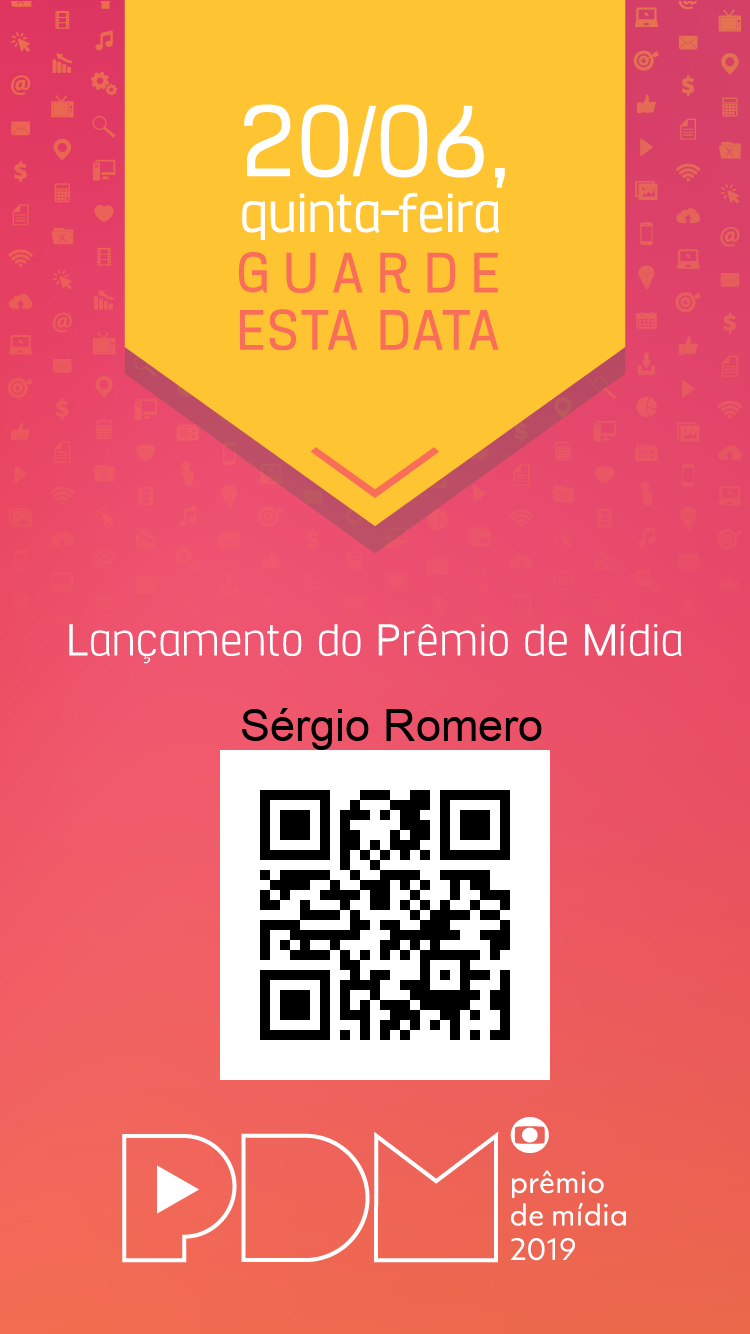 20/06,
quinta-feira
GUARDE
ESTA DATA
Lançamento do Prêmio de Mídia
Sérgio Romero
PDM
prêmio
de mídia
2019